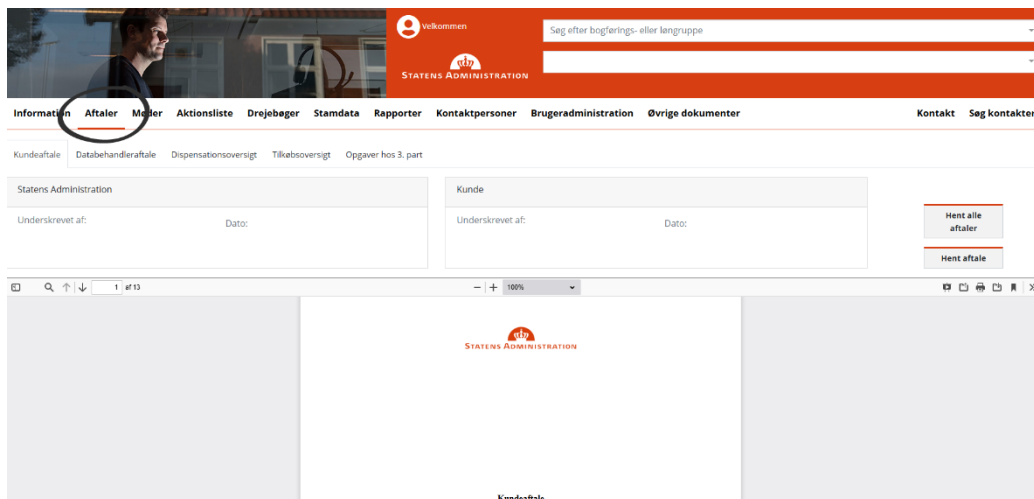 Velkommen
Søg efter bogførings- eller løngruppe
STATENS ADMINISTRATION
Information Aftaler Møder Aktionsliste Drejebøger Stamdata Rapporter Kontaktpersoner Brugeradministration Øvrige dokumenter Kontakt Søg kontakter
Kundeaftale Databehandleraftale Dispensationsoversigt Tilkøbsoversigt Opgaver hos 3. part
Statens Administration
Underskrevet af: Dato:
Kunde
Underskrevet af: Dato:
Hent alle
aftaler
Hent aftale
1 af 13 100%
STATENS ADMINISTRATION
Kundeaftale